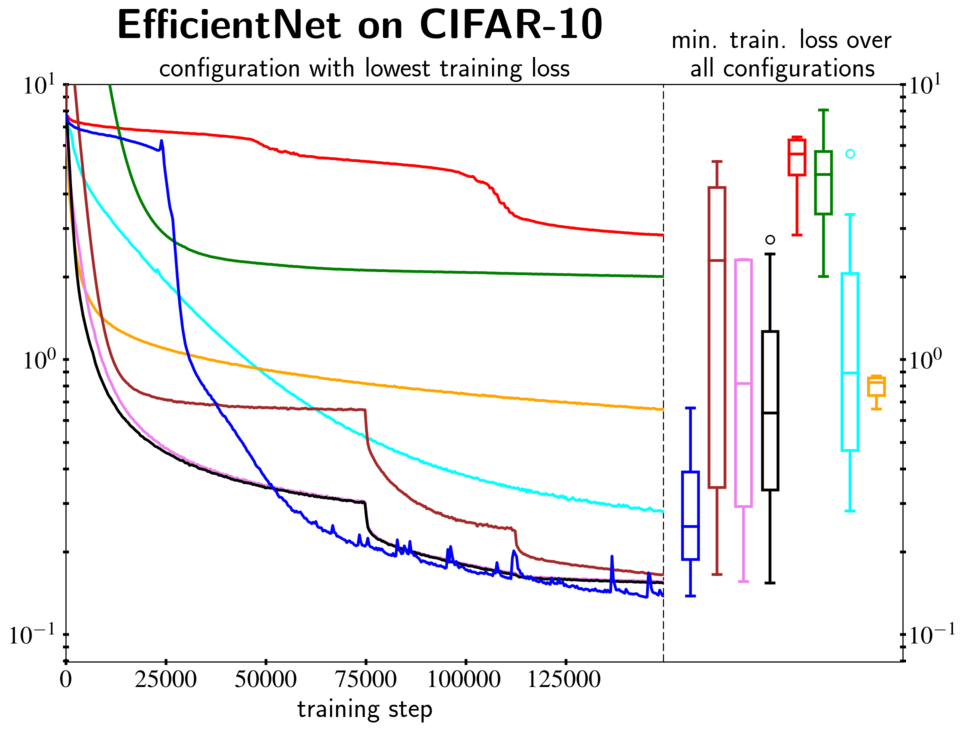 EfficientNet on CIFAR-10
configuration with lowest training loss
min. train. loss over
all configurations
10^1
10^0
10^{-1}
10^1
10^0
10^{-1}
0 25000 50000 75000 100000 125000
training step